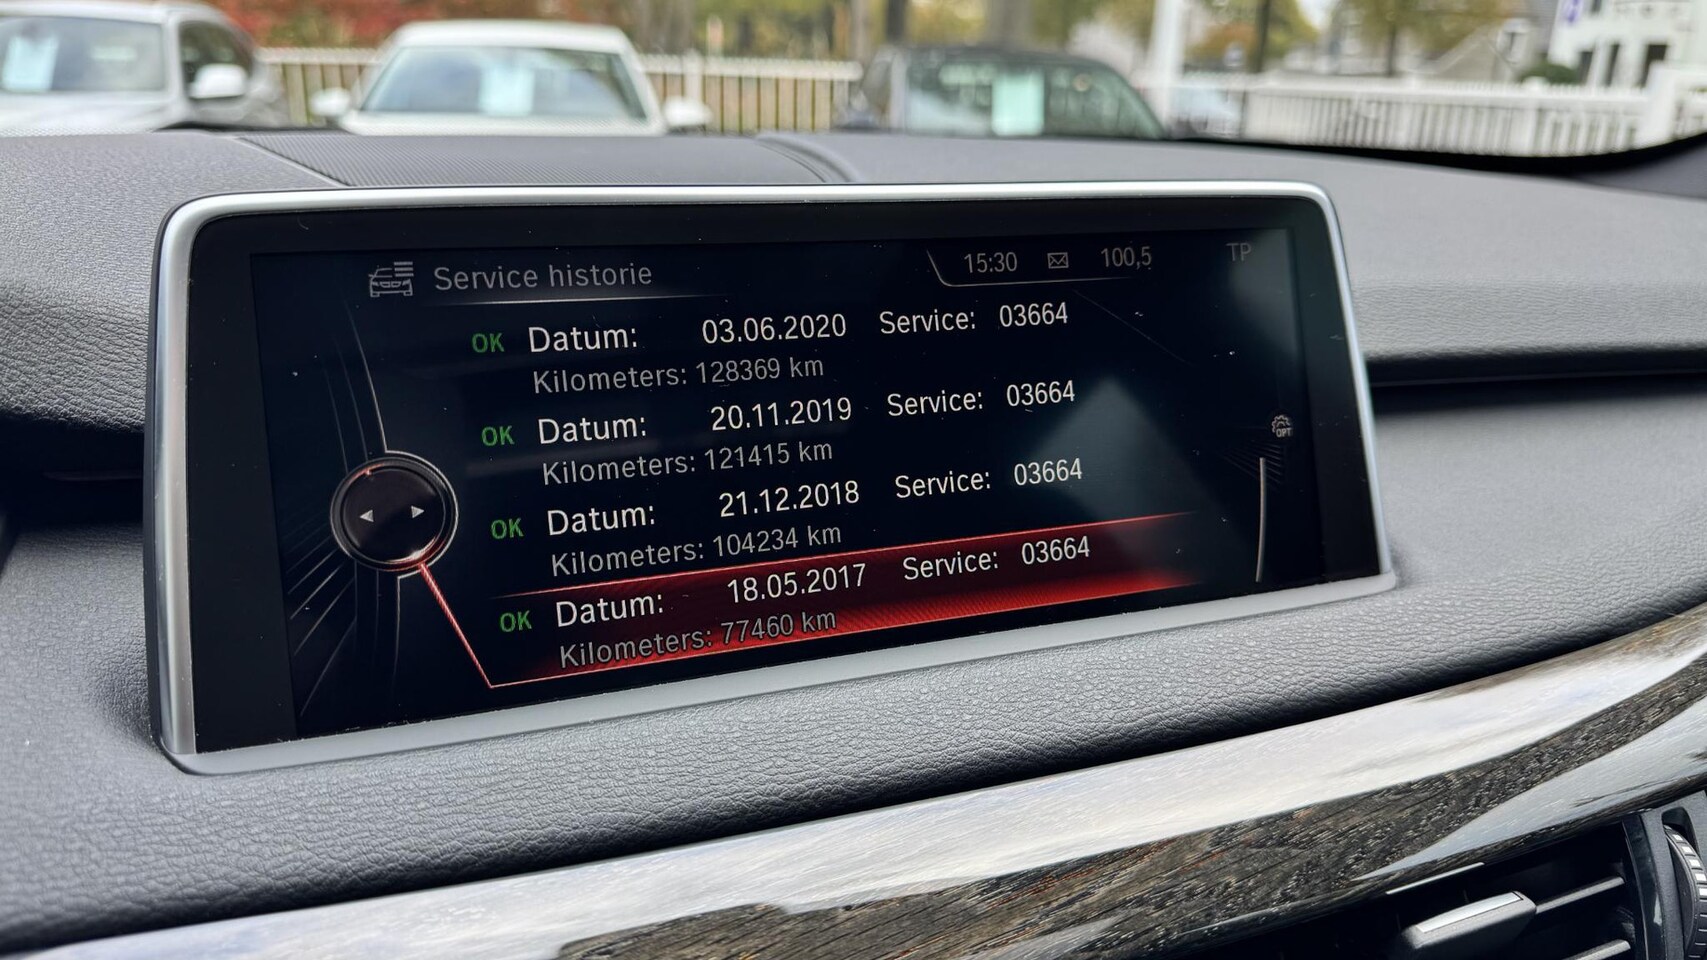 Service historie
15:30 100,5 TP
OK Datum: 03.06.2020 Service: 03664
Kilometers: 128369 km
OK Datum: 20.11.2019 Service: 03664
Kilometers: 121415 km
OPT
OK Datum: 21.12.2018 Service: 03664
Kilometers: 104234 km
OK Datum: 18.05.2017 Service: 03664
Kilometers: 77460 km